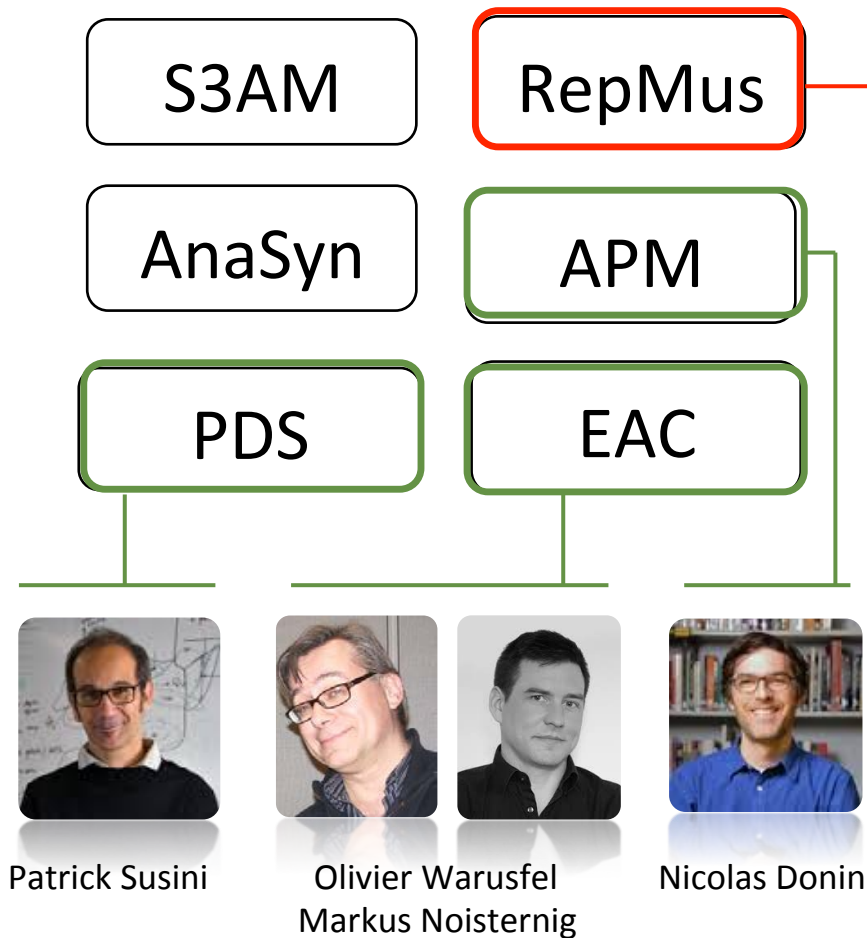 S3AM
RepMus
AnaSyn
APM
PDS
EAC
Patrick Susini
Olivier Warusfel
Markus Noisternig
Nicolas Donin